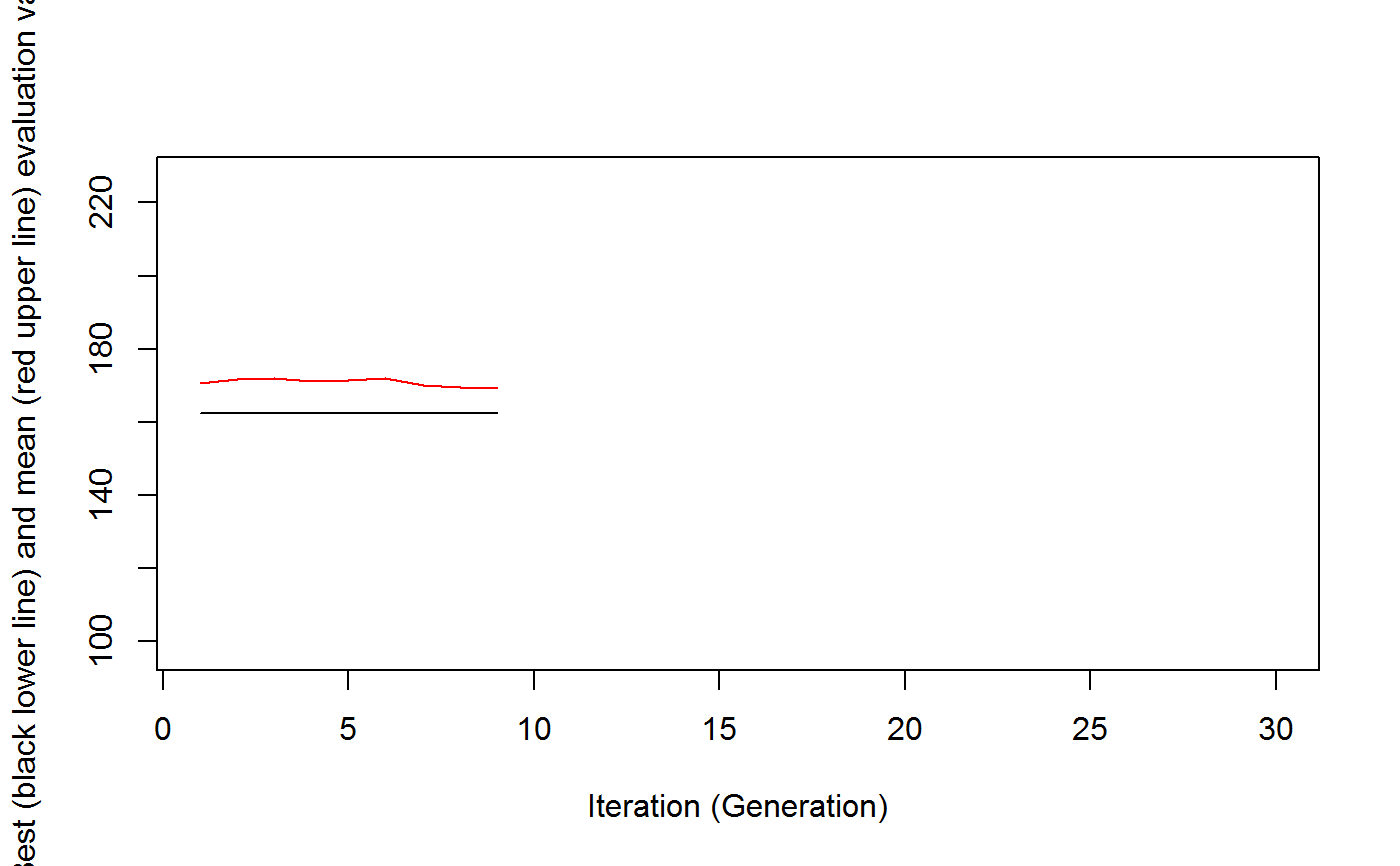 est (black lower line) and mean (red upper line) evaluation va
220
180
140
100
0 5 10 15 20 25 30
Iteration (Generation)